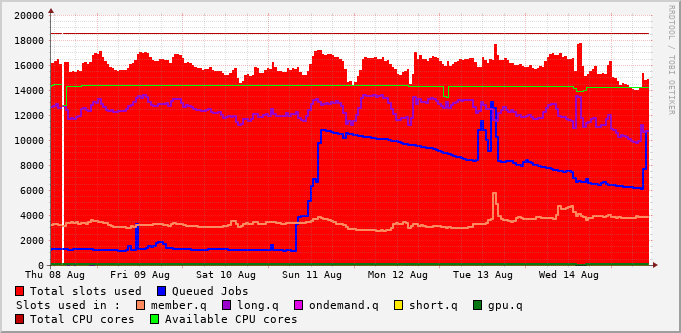 RRDTOOL / TOBI OETIKER
20000
18000
16000
14000
12000
10000
8000
6000
4000
2000
0
Thu 08 Aug Fri 09 Aug Sat 10 Aug Sun 11 Aug Mon 12 Aug Tue 13 Aug Wed 14 Aug
Total slots used Queued Jobs
Slots used in : member.q long.q ondemand.q short.q gpu.q
Total CPU cores Available CPU cores